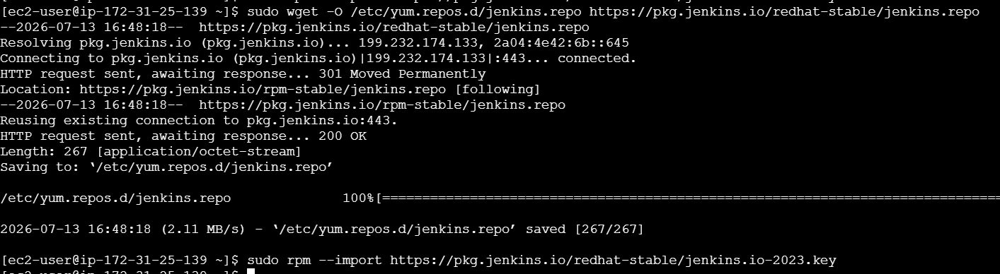 [ec2-user@ip-172-31-25-139 ~]$ sudo wget -O /etc/yum.repos.d/jenkins.repo https://pkg.jenkins.io/redhat-stable/jenkins.repo
--2026-07-13 16:48:18--  https://pkg.jenkins.io/redhat-stable/jenkins.repo
Resolving pkg.jenkins.io (pkg.jenkins.io)... 199.232.174.133, 2a04:4e42:6b::645
Connecting to pkg.jenkins.io (pkg.jenkins.io)|199.232.174.133|:443... connected.
HTTP request sent, awaiting response... 301 Moved Permanently
Location: https://pkg.jenkins.io/rpm-stable/jenkins.repo [following]
--2026-07-13 16:48:18--  https://pkg.jenkins.io/rpm-stable/jenkins.repo
Reusing existing connection to pkg.jenkins.io:443.
HTTP request sent, awaiting response... 200 OK
Length: 267 [application/octet-stream]
Saving to: ‘/etc/yum.repos.d/jenkins.repo’
/etc/yum.repos.d/jenkins.repo              100%[==============================================================================
2026-07-13 16:48:18 (2.11 MB/s) - ‘/etc/yum.repos.d/jenkins.repo’ saved [267/267]
[ec2-user@ip-172-31-25-139 ~]$ sudo rpm --import https://pkg.jenkins.io/redhat-stable/jenkins.io-2023.key
[ec2-user@ip-172-31-25-139 ~]$